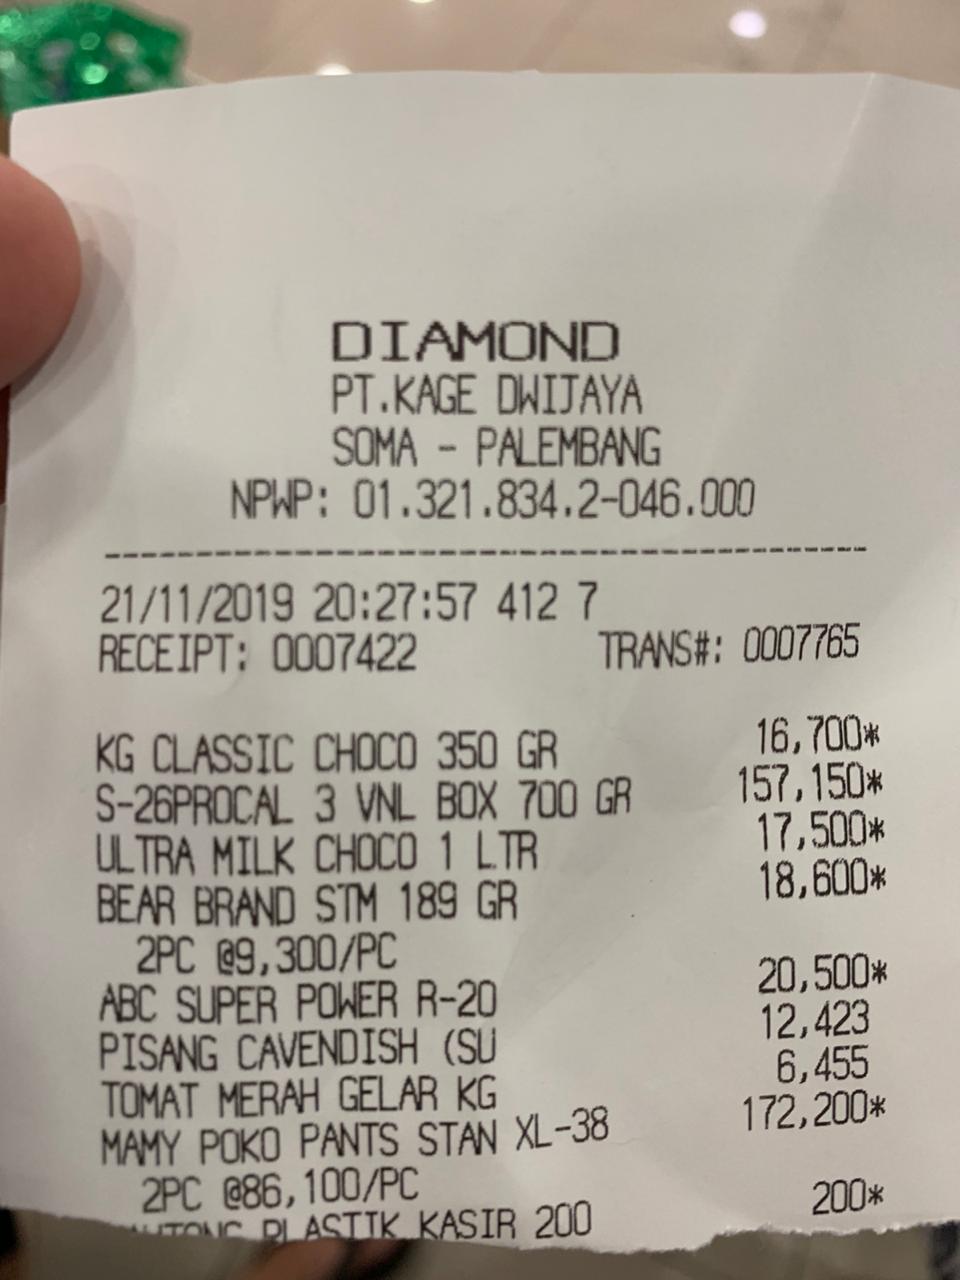 DIAMOND
PT.KAGE DWIJAYA
SOMA - PALEMBANG
NPWP: 01.321.834.2-046.000
--------------------------------------------------
21/11/2019 20:27:57 412 7
RECEIPT: 0007422 TRANS#: 0007765
KG CLASSIC CHOCO 350 GR 16,700*
S-26PROCAL 3 VNL BOX 700 GR 157,150*
ULTRA MILK CHOCO 1 LTR 17,500*
BEAR BRAND STM 189 GR 18,600*
2PC @9,300/PC
ABC SUPER POWER R-20 20,500*
PISANG CAVENDISH (SU 12,423
TOMAT MERAH GELAR KG 6,455
MAMY POKO PANTS STAN XL-38 172,200*
2PC @86,100/PC
PLASTIK KASIR 200 200*